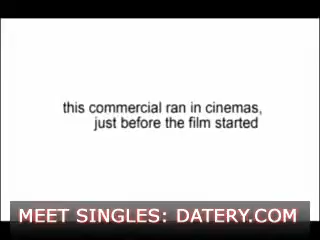 this commercial ran in cinemas,
just before the film started
MEET SINGLES: DATERY.COM